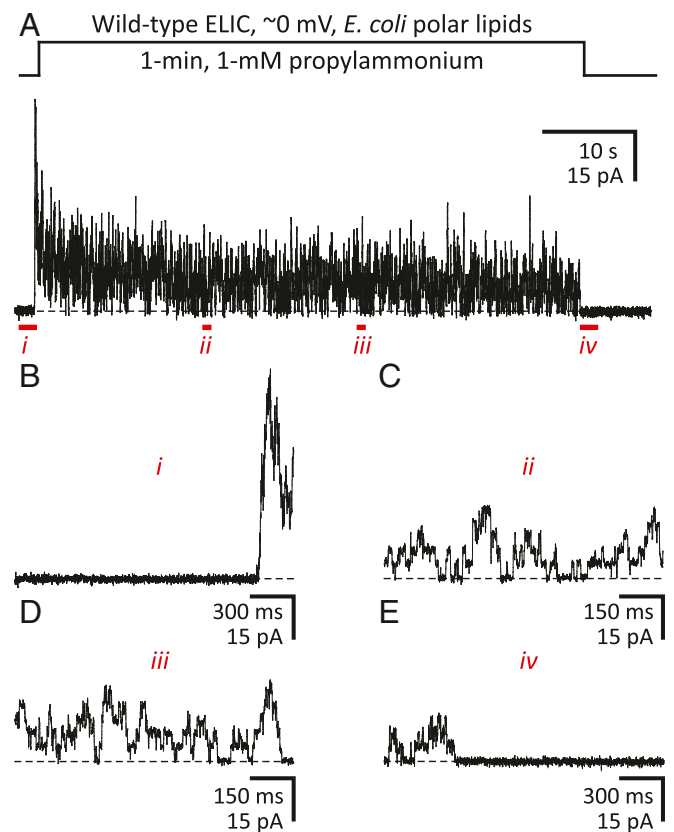 A
Wild-type ELIC, ~0 mV, E. coli polar lipids
1-min, 1-mM propylammonium
10 s
15 pA
i
ii
iii
iv
B
i
300 ms
15 pA
C
ii
150 ms
15 pA
D
iii
150 ms
15 pA
E
iv
300 ms
15 pA